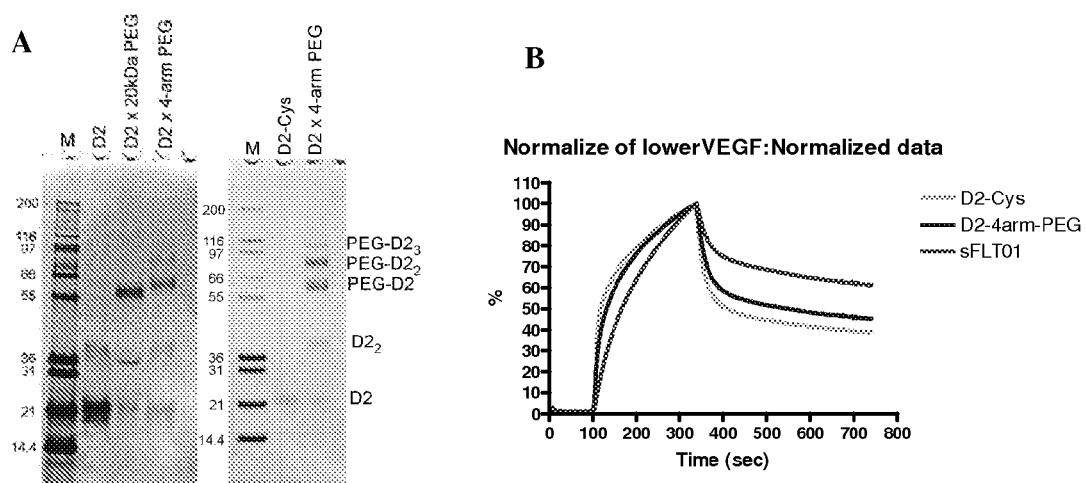 A
M
D2
D2 x 20kDa PEG
D2 x 4-arm PEG
200
116
97
66
55
36
31
21
14.4
M
D2-Cys
D2 x 4-arm PEG
200
116
97
66
55
36
31
21
14.4
PEG-D2₃
PEG-D2₂
PEG-D2
D2₂
D2
B
Normalize of lowerVEGF:Normalized data
%
110
100
90
80
70
60
50
40
30
20
10
0
0 100 200 300 400 500 600 700 800
Time (sec)
D2-Cys
D2-4arm-PEG
sFLT01